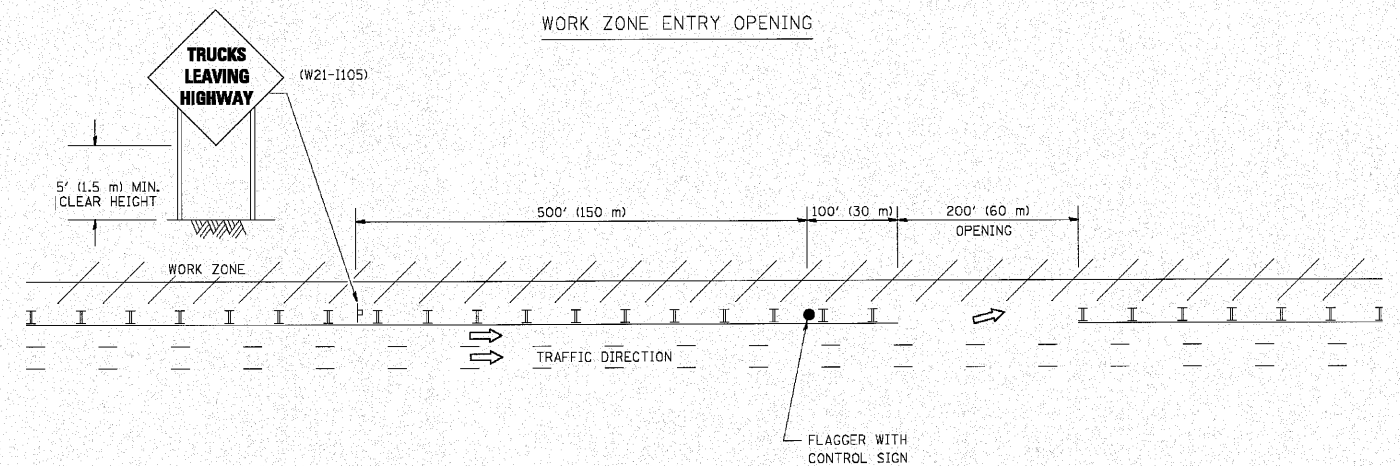 WORK ZONE ENTRY OPENING
TRUCKS
LEAVING
HIGHWAY
(W21-I105)
5' (1.5 m) MIN.
CLEAR HEIGHT
500' (150 m)
100' (30 m)
200' (60 m)
OPENING
WORK ZONE
TRAFFIC DIRECTION
FLAGGER WITH
CONTROL SIGN